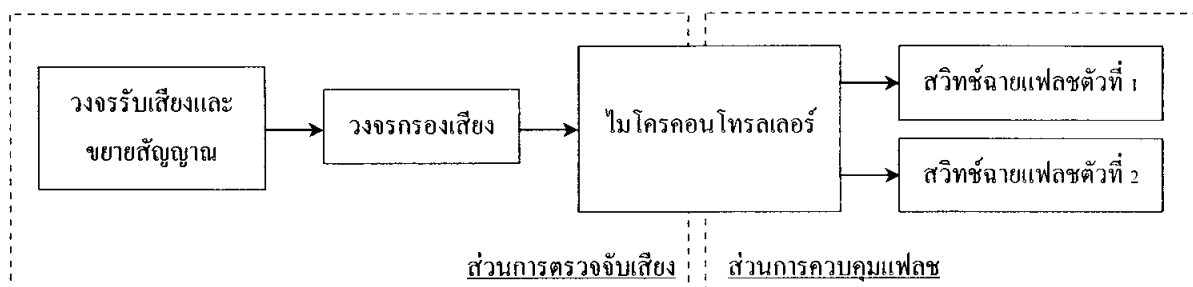 วงจรรับเสียงและ
ขยายสัญญาณ
วงจรกรองเสียง
ไมโครคอนโทรลเลอร์
สวิทช์ฉายแฟลชตัวที่ 1
สวิทช์ฉายแฟลชตัวที่ 2
ส่วนการตรวจจับเสียง
ส่วนการควบคุมแฟลช